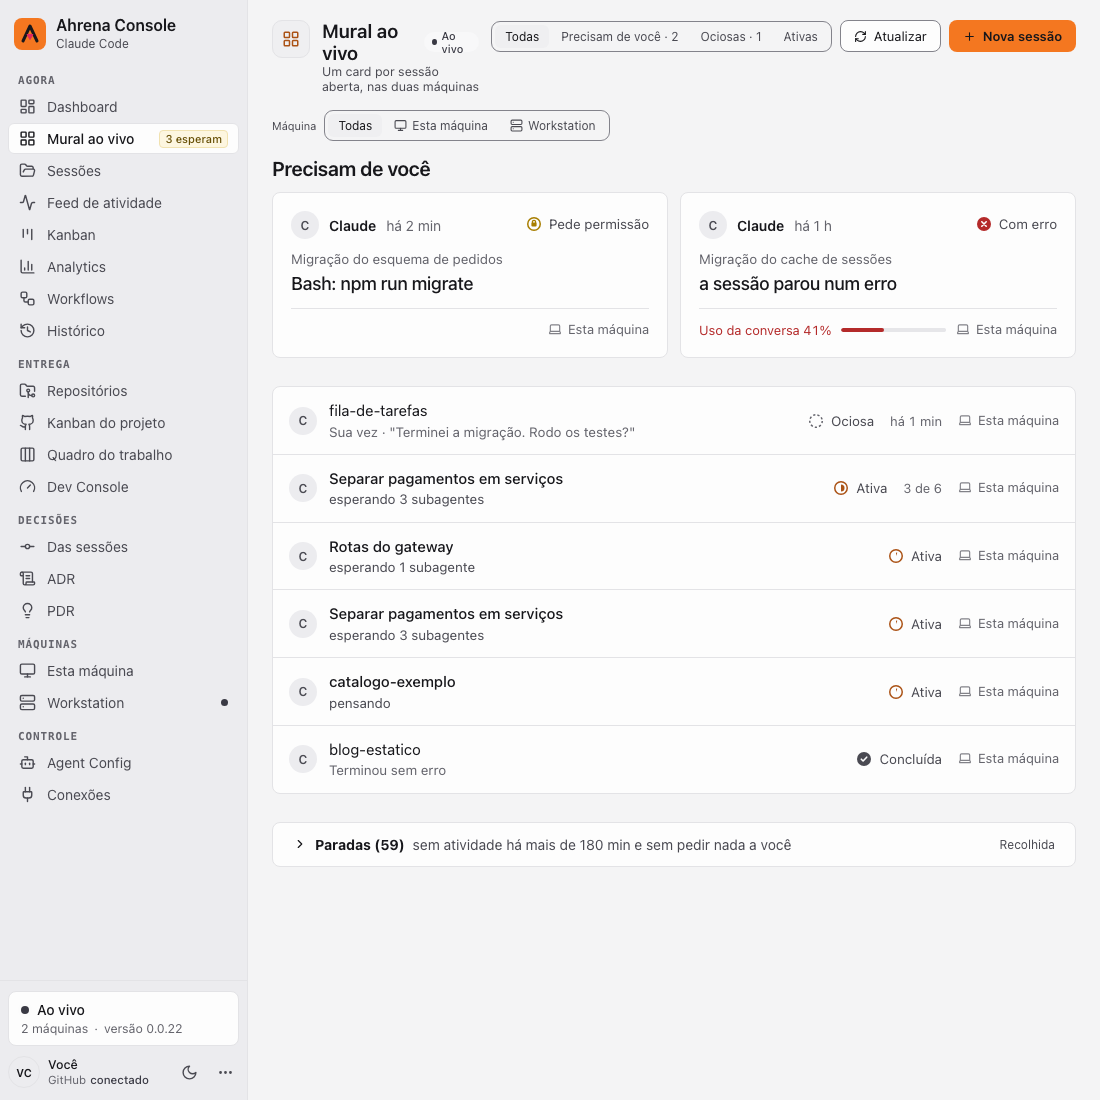 Ahrena Console
Claude Code
AGORA
Dashboard
Mural ao vivo
3 esperam
Sessões
Feed de atividade
Kanban
Analytics
Workflows
Histórico
ENTREGA
Repositórios
Kanban do projeto
Quadro do trabalho
Dev Console
DECISÕES
Das sessões
ADR
PDR
MÁQUINAS
Esta máquina
Workstation
CONTROLE
Agent Config
Conexões
Ao vivo
2 máquinas · versão 0.0.22
VC
Você
GitHub conectado
Mural ao
vivo
Ao
vivo
Um card por sessão
aberta, nas duas máquinas
Todas
Precisam de você · 2
Ociosas · 1
Ativas
Atualizar
Nova sessão
Máquina
Todas
Esta máquina
Workstation
Precisam de você
C
Claude há 2 min
Pede permissão
Migração do esquema de pedidos
Bash: npm run migrate
Esta máquina
C
Claude há 1 h
Com erro
Migração do cache de sessões
a sessão parou num erro
Uso da conversa 41%
Esta máquina
C
fila-de-tarefas
Sua vez · "Terminei a migração. Rodo os testes?"
Ociosa
há 1 min
Esta máquina
C
Separar pagamentos em serviços
esperando 3 subagentes
Ativa
3 de 6
Esta máquina
C
Rotas do gateway
esperando 1 subagente
Ativa
Esta máquina
C
Separar pagamentos em serviços
esperando 3 subagentes
Ativa
Esta máquina
C
catalogo-exemplo
pensando
Ativa
Esta máquina
C
blog-estatico
Terminou sem erro
Concluída
Esta máquina
Paradas (59) sem atividade há mais de 180 min e sem pedir nada a você
Recolhida